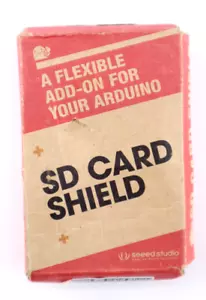 A FLEXIBLE
ADD-ON FOR
YOUR ARDUINO
SD CARD
SHIELD
seeed studio